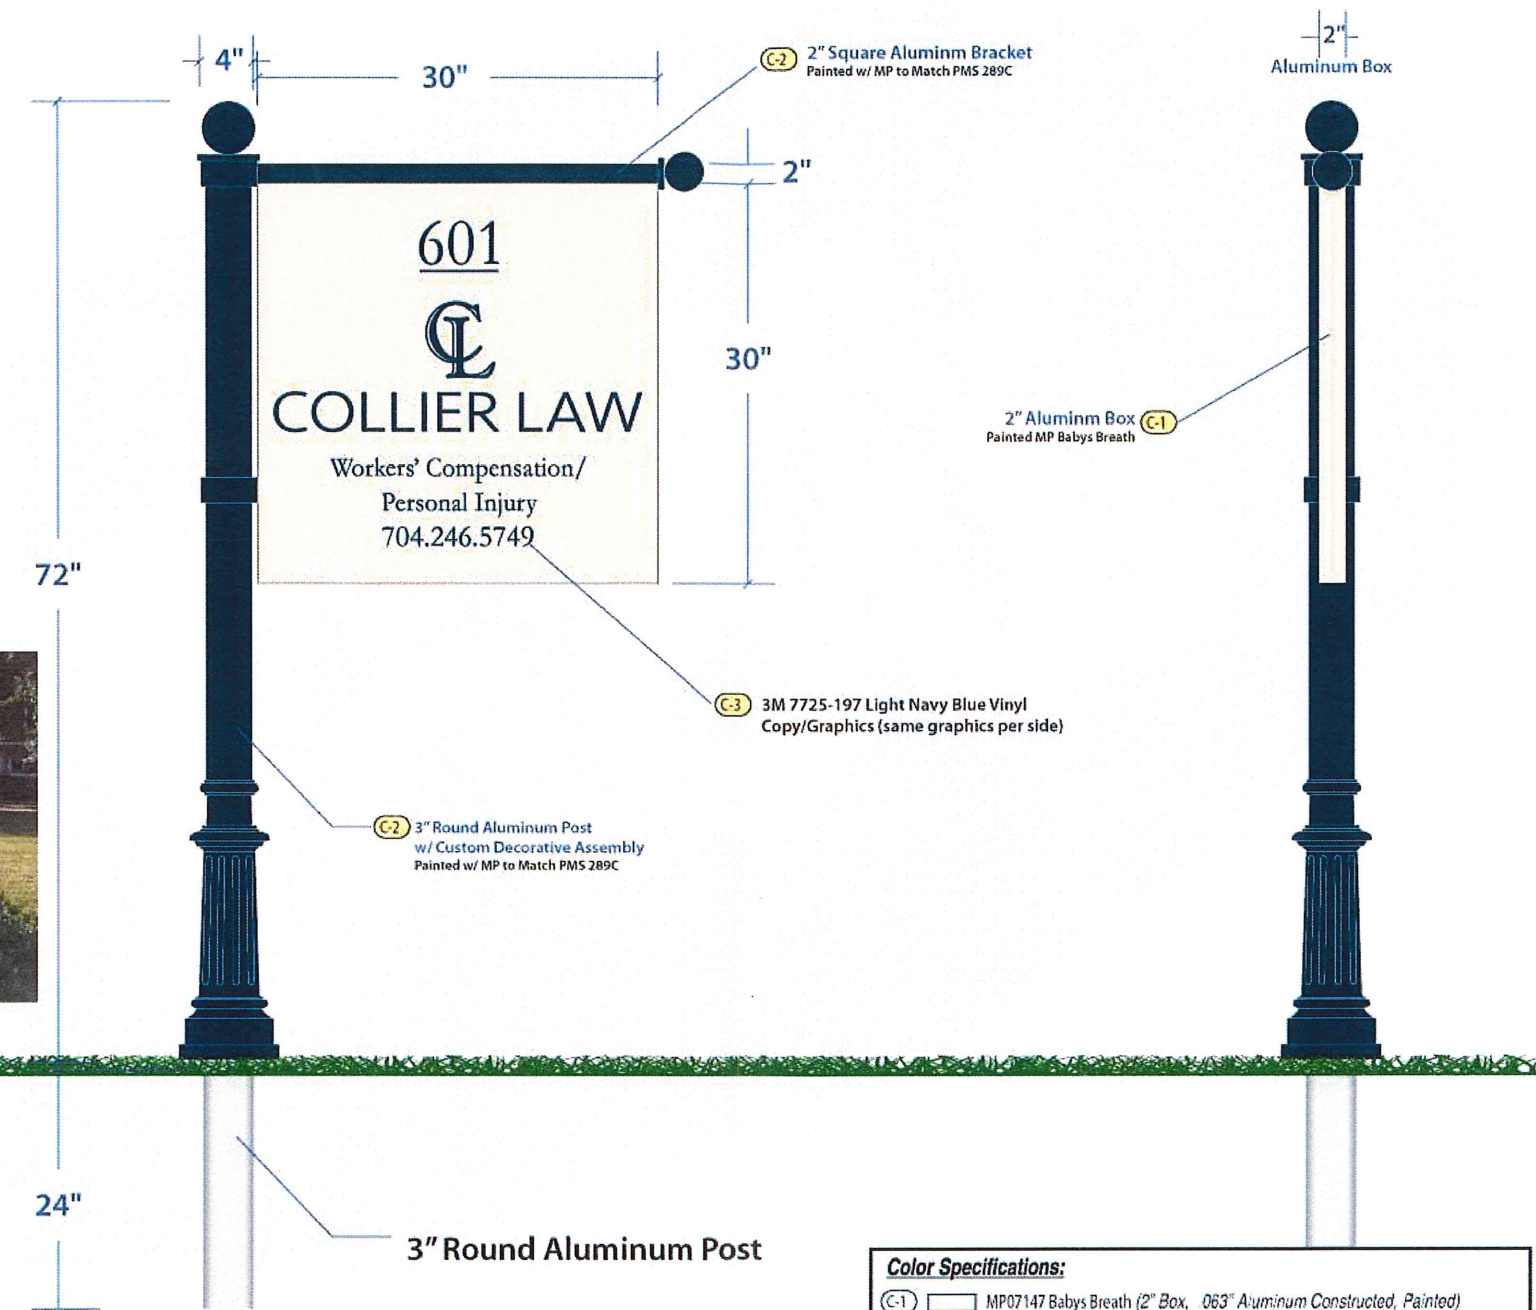 4"
30"
C-2 2" Square Aluminm Bracket
Painted w/ MP to Match PMS 289C
2"
Aluminum Box
2"
601
CL
COLLIER LAW
Workers' Compensation/
Personal Injury
704.246.5749
30"
2" Aluminm Box C-1
Painted MP Babys Breath
72"
C-3 3M 7725-197 Light Navy Blue Vinyl
Copy/Graphics (same graphics per side)
C-2 3" Round Aluminum Post
w/ Custom Decorative Assembly
Painted w/ MP to Match PMS 289C
24"
3" Round Aluminum Post
Color Specifications:
C-1 MP07147 Babys Breath (2" Box, .063" Aluminum Constructed, Painted)